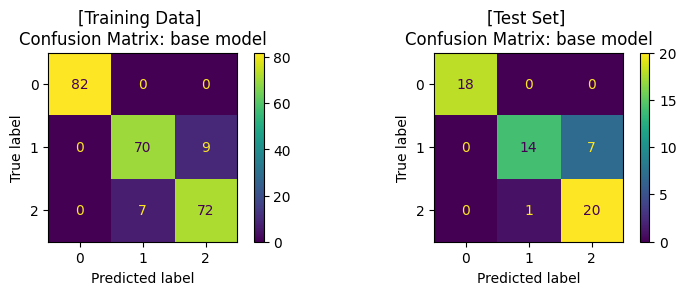 [Training Data]
Confusion Matrix: base model
True label
0
1
2
82 0 0
0 70 9
0 7 72
0 1 2
Predicted label
80
60
40
20
0
[Test Set]
Confusion Matrix: base model
True label
0
1
2
18 0 0
0 14 7
0 1 20
0 1 2
Predicted label
20
15
10
5
0